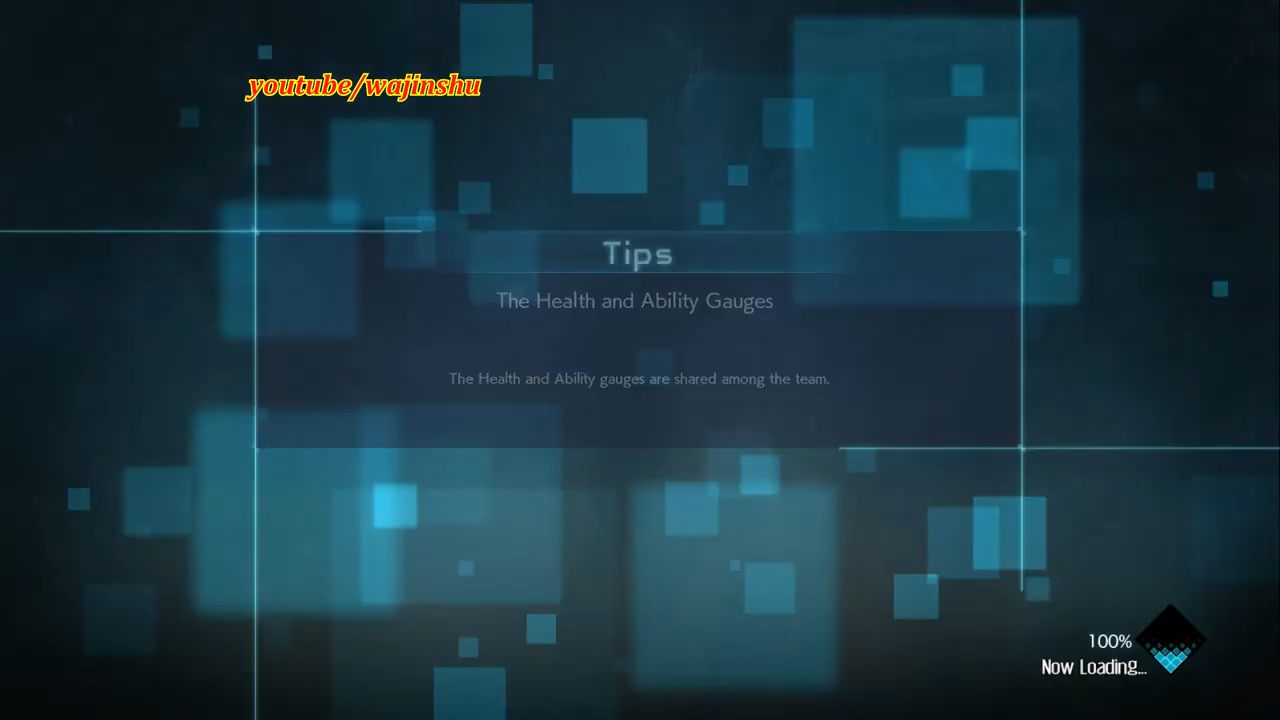 youtube/wajinshu
Tips
The Health and Ability Gauges
The Health and Ability gauges are shared among the team.
100%
Now Loading...